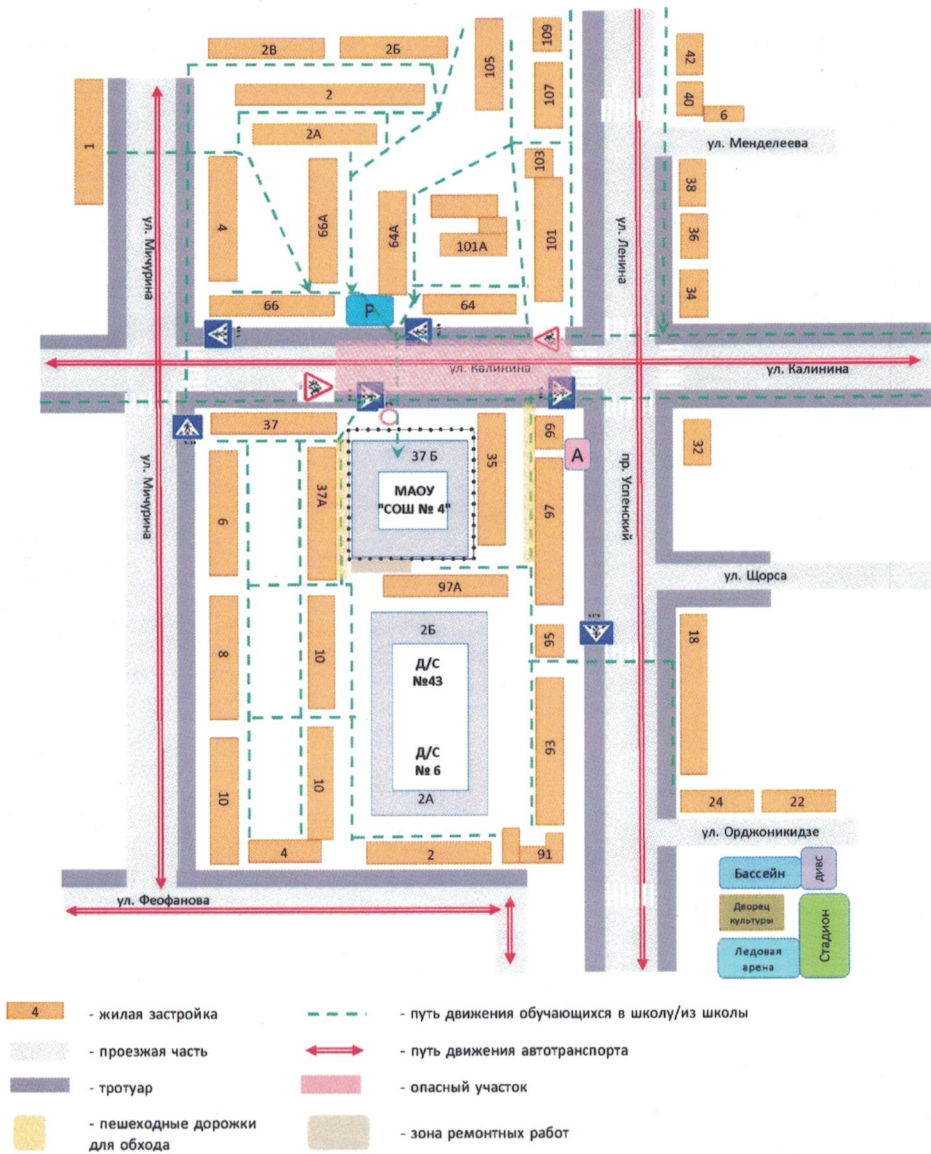 2В
2Б
105
109
107
42
40
6
2
2А
ул. Менделеева
1
103
38
4
66А
64А
101А
101
36
34
ул. Мичурина
ул. Ленина
66
Р
64
ул. Калинина
ул. Калинина
37
99
А
32
37А
37 Б
МАОУ
"СОШ № 4"
35
97
ул. Мичурина
пр. Успенский
6
ул. Щорса
97А
2Б
95
18
8
10
Д/С
№43
Д/С
№ 6
2А
93
10
10
24
22
4
2
91
ул. Орджоникидзе
Бассейн
ДИВС
Дворец
культуры
Стадион
Ледовая
арена
ул. Феофанова
4
- жилая застройка
- путь движения обучающихся в школу/из школы
- проезжая часть
- путь движения автотранспорта
- тротуар
- опасный участок
- пешеходные дорожки
для обхода
- зона ремонтных работ